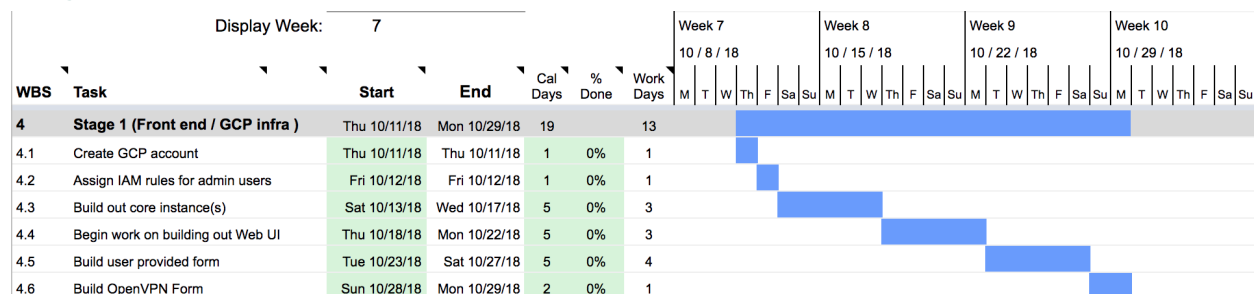 Display Week: 7 Week 7 Week 8 Week 9 Week 10
10 / 8 / 18 10 / 15 / 18 10 / 22 / 18 10 / 29 / 18
WBS Task Start End Cal Days % Done Work Days M T W Th F Sa Su M T W Th F Sa Su M T W Th F Sa Su M T W Th F Sa Su
4 Stage 1 (Front end / GCP infra ) Thu 10/11/18 Mon 10/29/18 19 13
4.1 Create GCP account Thu 10/11/18 Thu 10/11/18 1 0% 1
4.2 Assign IAM rules for admin users Fri 10/12/18 Fri 10/12/18 1 0% 1
4.3 Build out core instance(s) Sat 10/13/18 Wed 10/17/18 5 0% 3
4.4 Begin work on building out Web UI Thu 10/18/18 Mon 10/22/18 5 0% 3
4.5 Build user provided form Tue 10/23/18 Sat 10/27/18 5 0% 4
4.6 Build OpenVPN Form Sun 10/28/18 Mon 10/29/18 2 0% 1